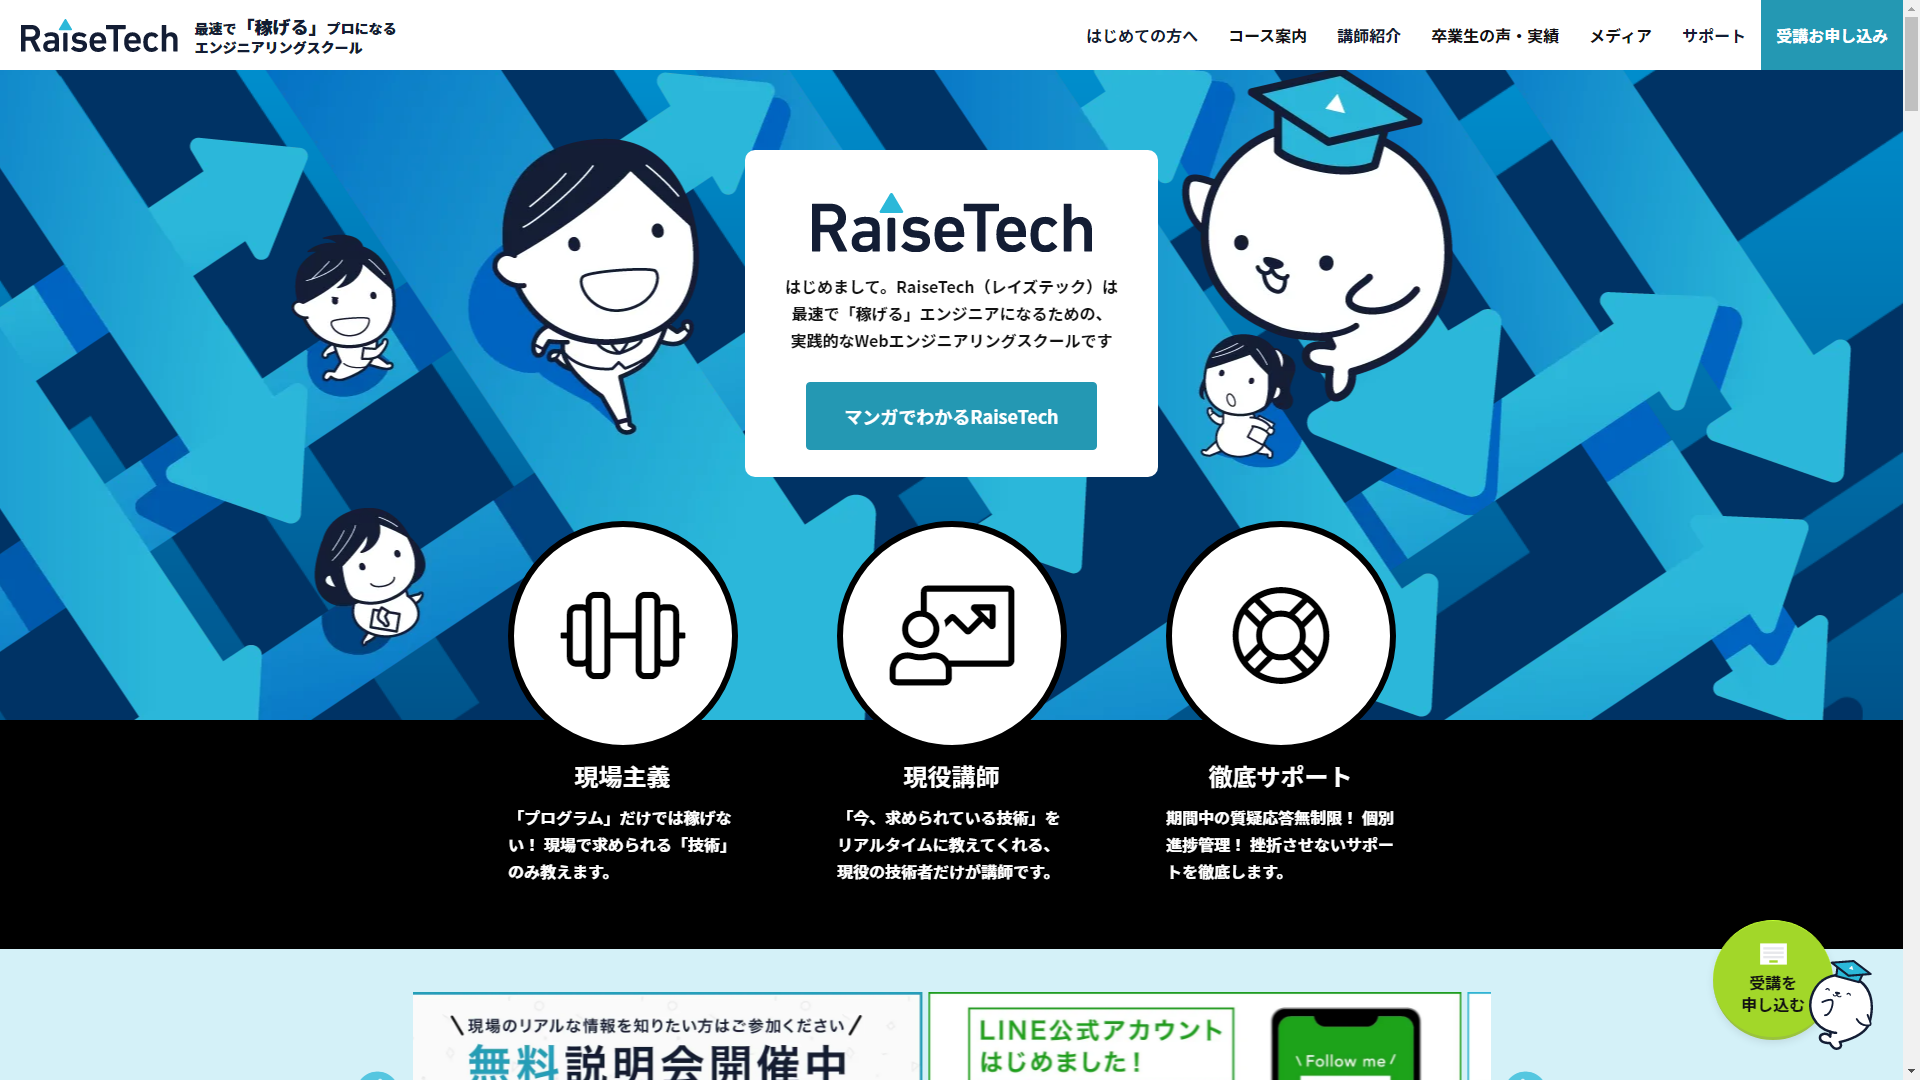 RaiseTech
最速で「稼げる」プロになる
エンジニアリングスクール
はじめての方へ
コース案内
講師紹介
卒業生の声・実績
メディア
サポート
受講お申し込み
RaiseTech
はじめまして。RaiseTech（レイズテック）は
最速で「稼げる」エンジニアになるための、
実践的なWebエンジニアリングスクールです
マンガでわかるRaiseTech
現場主義
「プログラム」だけでは稼げな
い！ 現場で求められる「技術」
のみ教えます。
現役講師
「今、求められている技術」を
リアルタイムに教えてくれる、
現役の技術者だけが講師です。
徹底サポート
期間中の質疑応答無制限！ 個別
進捗管理！ 挫折させないサポー
トを徹底します。
受講を
申し込む
\現場のリアルな情報を知りたい方はご参加ください/
無料説明会開催中
LINE公式アカウント
はじめました！
\Follow me/